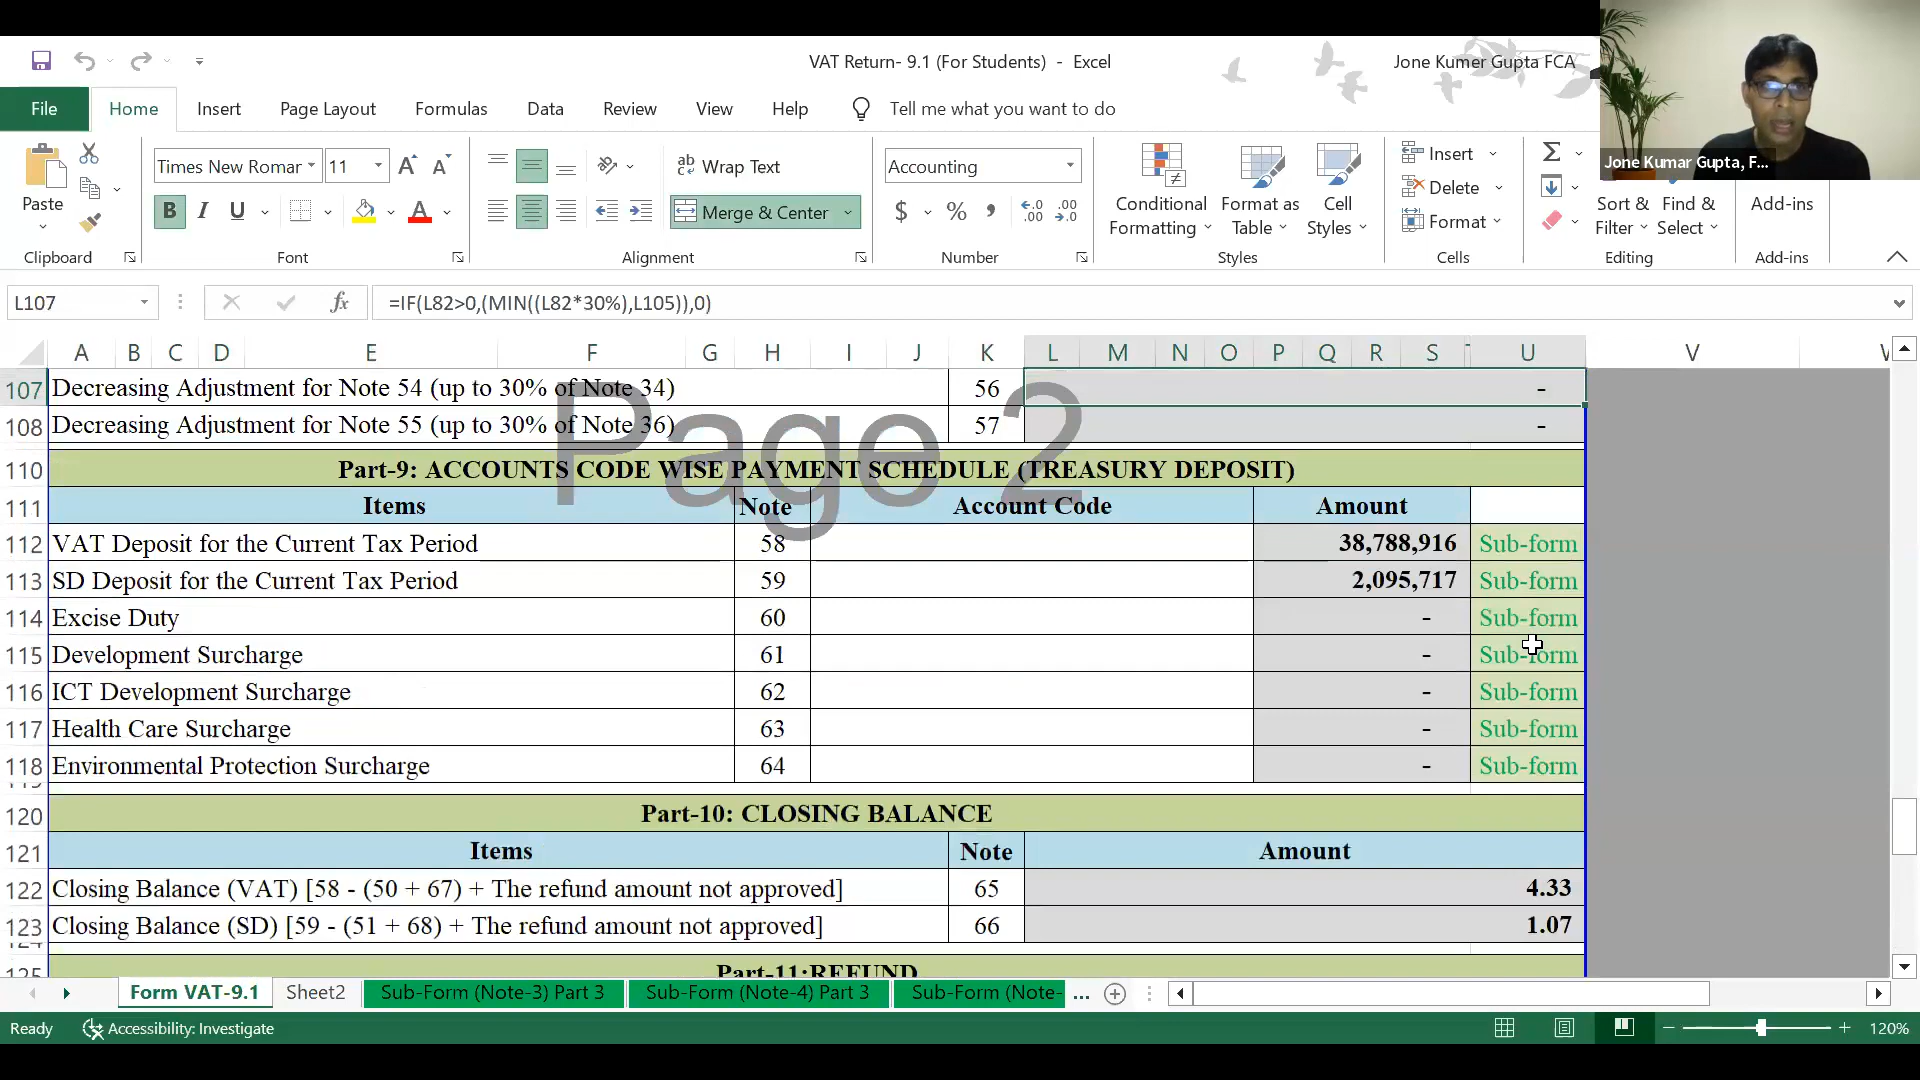 VAT Return- 9.1 (For Students) - Excel
Jone Kumer Gupta FCA
Jone Kumar Gupta, F...
File Home Insert Page Layout Formulas Data Review View Help Tell me what you want to do
Paste
Clipboard
Times New Romar 11
B I U
Font
Wrap Text
Merge & Center
Alignment
Accounting
$ % ,
Number
Conditional Formatting
Format as Table
Cell Styles
Styles
Insert
Delete
Format
Cells
Sort & Filter
Find & Select
Editing
Add-ins
Add-ins
L107 fx =IF(L82>0,(MIN((L82*30%),L105)),0)
A B C D E F G H I J K L M N O P Q R S U V
107 Decreasing Adjustment for Note 54 (up to 30% of Note 34) 56 -
108 Decreasing Adjustment for Note 55 (up to 30% of Note 36) 57 -
Page 2
110 Part-9: ACCOUNTS CODE WISE PAYMENT SCHEDULE (TREASURY DEPOSIT)
111 Items Note Account Code Amount
112 VAT Deposit for the Current Tax Period 58 38,788,916 Sub-form
113 SD Deposit for the Current Tax Period 59 2,095,717 Sub-form
114 Excise Duty 60 - Sub-form
115 Development Surcharge 61 - Sub-form
116 ICT Development Surcharge 62 - Sub-form
117 Health Care Surcharge 63 - Sub-form
118 Environmental Protection Surcharge 64 - Sub-form
120 Part-10: CLOSING BALANCE
121 Items Note Amount
122 Closing Balance (VAT) [58 - (50 + 67) + The refund amount not approved] 65 4.33
123 Closing Balance (SD) [59 - (51 + 68) + The refund amount not approved] 66 1.07
125 Part-11:REFUND
Form VAT-9.1 Sheet2 Sub-Form (Note-3) Part 3 Sub-Form (Note-4) Part 3 Sub-Form (Note- ...
Ready Accessibility: Investigate 120%